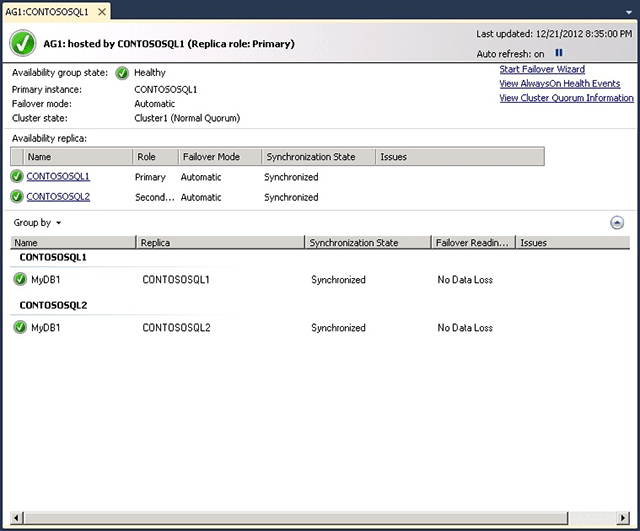 AG1:CONTOSOSQL1
AG1: hosted by CONTOSOSQL1 (Replica role: Primary)
Last updated: 12/21/2012 8:35:00 PM
Auto refresh: on
Availability group state: Healthy
Primary instance: CONTOSOSQL1
Failover mode: Automatic
Cluster state: Cluster1 (Normal Quorum)
Start Failover Wizard
View AlwaysOn Health Events
View Cluster Quorum Information
Availability replica:
Name Role Failover Mode Synchronization State Issues
CONTOSOSQL1 Primary Automatic Synchronized
CONTOSOSQL2 Second... Automatic Synchronized
Group by
Name Replica Synchronization State Failover Readin... Issues
CONTOSOSQL1
MyDB1 CONTOSOSQL1 Synchronized No Data Loss
CONTOSOSQL2
MyDB1 CONTOSOSQL2 Synchronized No Data Loss